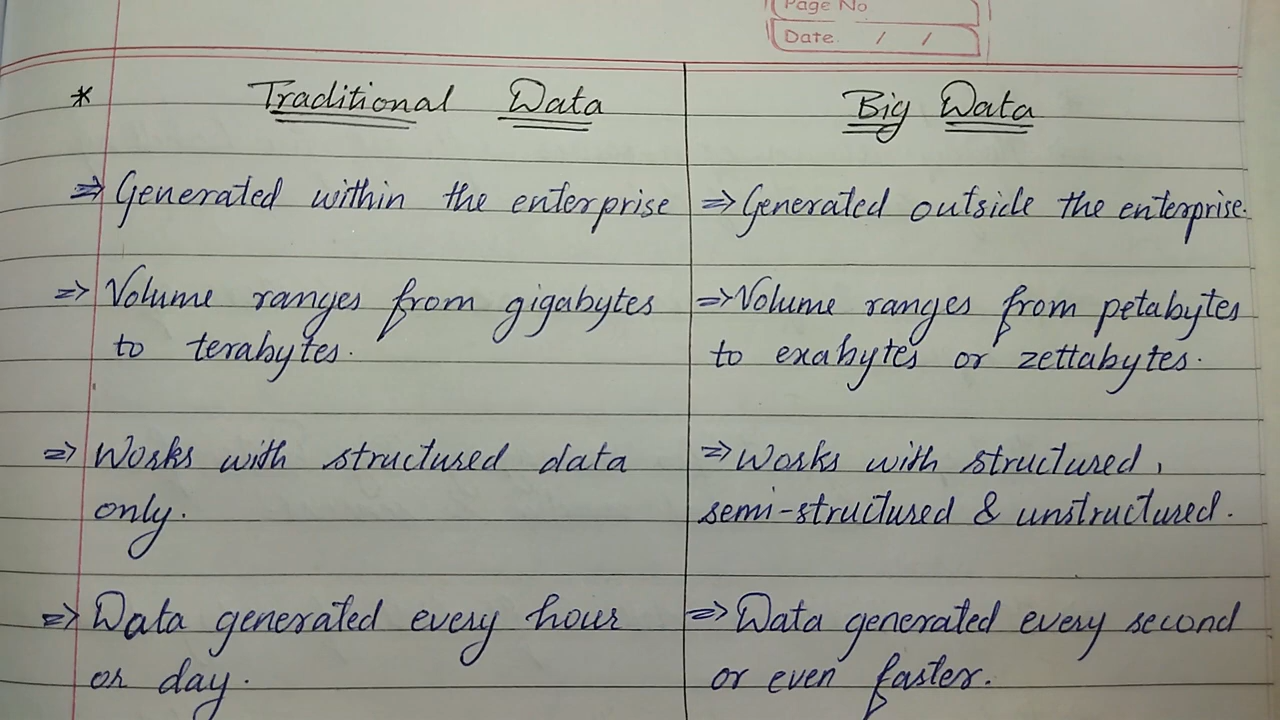 Page No
Date. / /
* Traditional Data
Big Data
⇒ Generated within the enterprise
⇒ Generated outside the enterprise.
⇒ Volume ranges from gigabytes
to terabytes.
⇒ Volume ranges from petabytes
to exabytes or zettabytes.
⇒ Works with structured data
only.
⇒ Works with structured,
semi-structured & unstructured.
⇒ Data generated every hour
or day.
⇒ Data generated every second
or even faster.